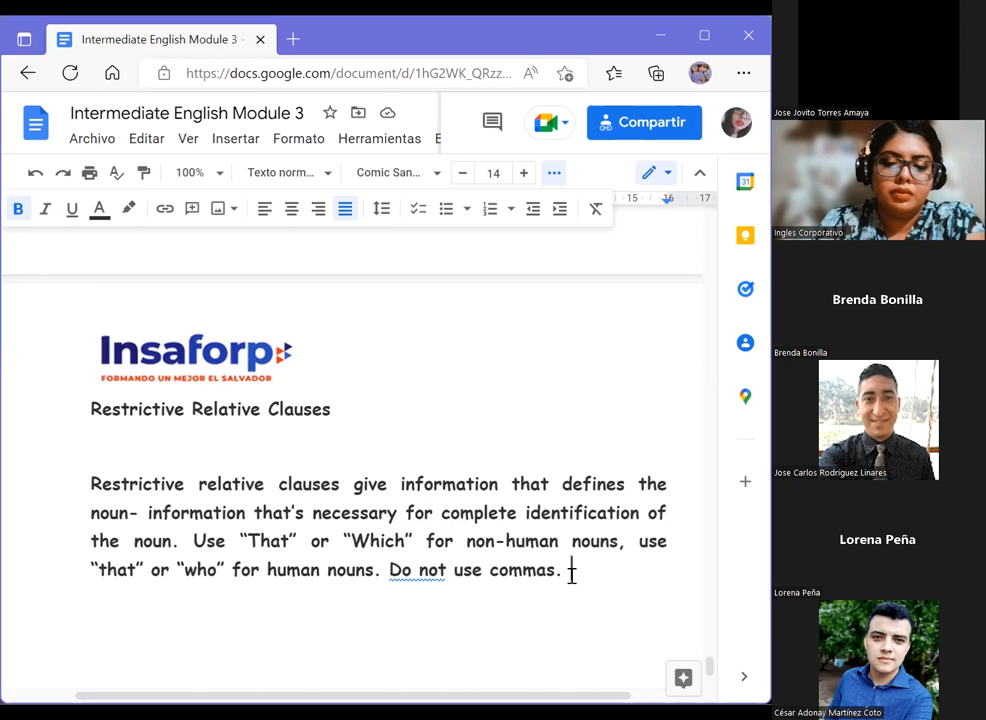 Intermediate English Module 3 -
https://docs.google.com/document/d/1hG2WK_QRzz...
Intermediate English Module 3
Compartir
Archivo Editar Ver Insertar Formato Herramientas E
100% Texto norm... Comic San... 14
B I U A
15 16 17
31
Insaforp
FORMANDO UN MEJOR EL SALVADOR
Restrictive Relative Clauses
Restrictive relative clauses give information that defines the
noun- information that's necessary for complete identification of
the noun. Use “That” or “Which” for non-human nouns, use
“that” or “who” for human nouns. Do not use commas.
Jose Jovito Torres Amaya
Ingles Corporativo
Brenda Bonilla
Brenda Bonilla
Jose Carlos Rodriguez Linares
Lorena Peña
Lorena Peña
César Adonay Martínez Coto